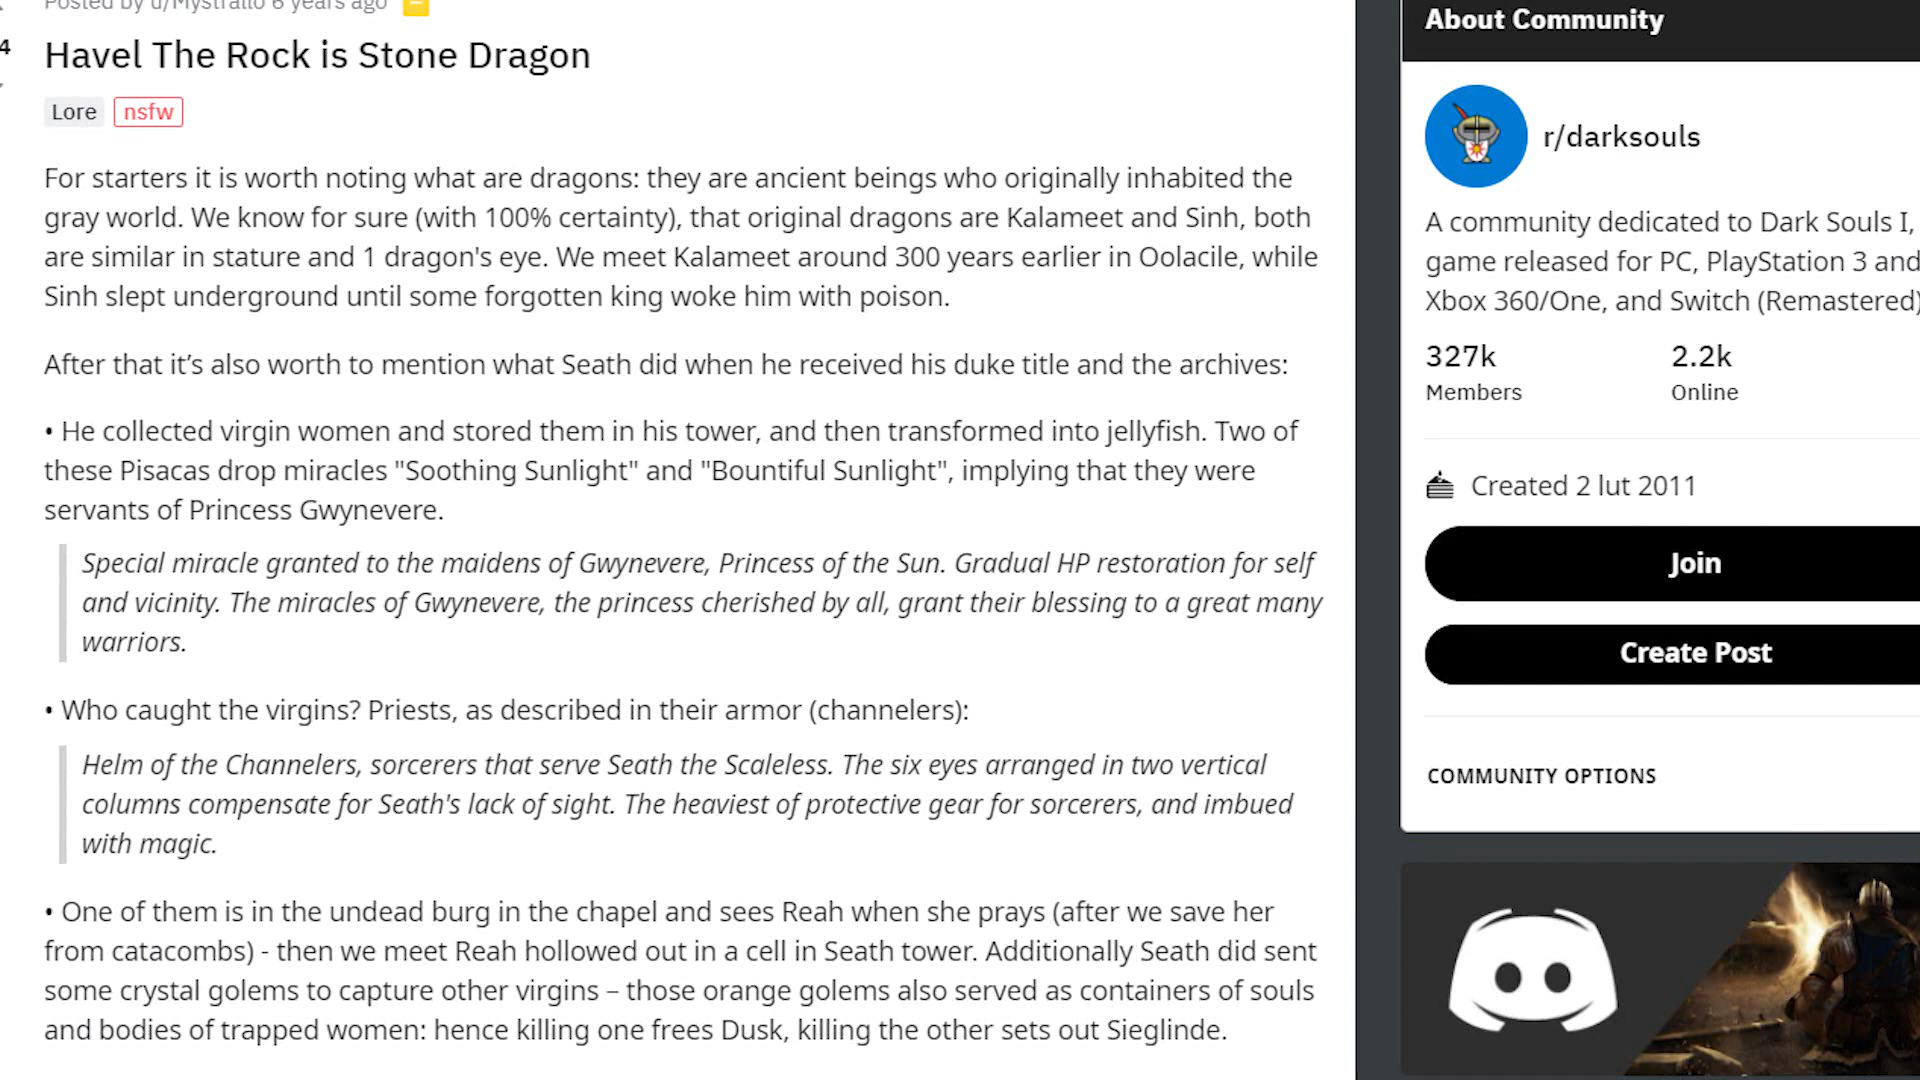 Posted by u/Mystrallo 6 years ago
4
Havel The Rock is Stone Dragon
Lore nsfw
For starters it is worth noting what are dragons: they are ancient beings who originally inhabited the
gray world. We know for sure (with 100% certainty), that original dragons are Kalameet and Sinh, both
are similar in stature and 1 dragon's eye. We meet Kalameet around 300 years earlier in Oolacile, while
Sinh slept underground until some forgotten king woke him with poison.
After that it’s also worth to mention what Seath did when he received his duke title and the archives:
• He collected virgin women and stored them in his tower, and then transformed into jellyfish. Two of
these Pisacas drop miracles "Soothing Sunlight" and "Bountiful Sunlight", implying that they were
servants of Princess Gwynevere.
Special miracle granted to the maidens of Gwynevere, Princess of the Sun. Gradual HP restoration for self
and vicinity. The miracles of Gwynevere, the princess cherished by all, grant their blessing to a great many
warriors.
• Who caught the virgins? Priests, as described in their armor (channelers):
Helm of the Channelers, sorcerers that serve Seath the Scaleless. The six eyes arranged in two vertical
columns compensate for Seath's lack of sight. The heaviest of protective gear for sorcerers, and imbued
with magic.
• One of them is in the undead burg in the chapel and sees Reah when she prays (after we save her
from catacombs) - then we meet Reah hollowed out in a cell in Seath tower. Additionally Seath did sent
some crystal golems to capture other virgins – those orange golems also served as containers of souls
and bodies of trapped women: hence killing one frees Dusk, killing the other sets out Sieglinde.
About Community
r/darksouls
A community dedicated to Dark Souls I,
game released for PC, PlayStation 3 and
Xbox 360/One, and Switch (Remastered)
327k 2.2k
Members Online
Created 2 lut 2011
Join
Create Post
COMMUNITY OPTIONS